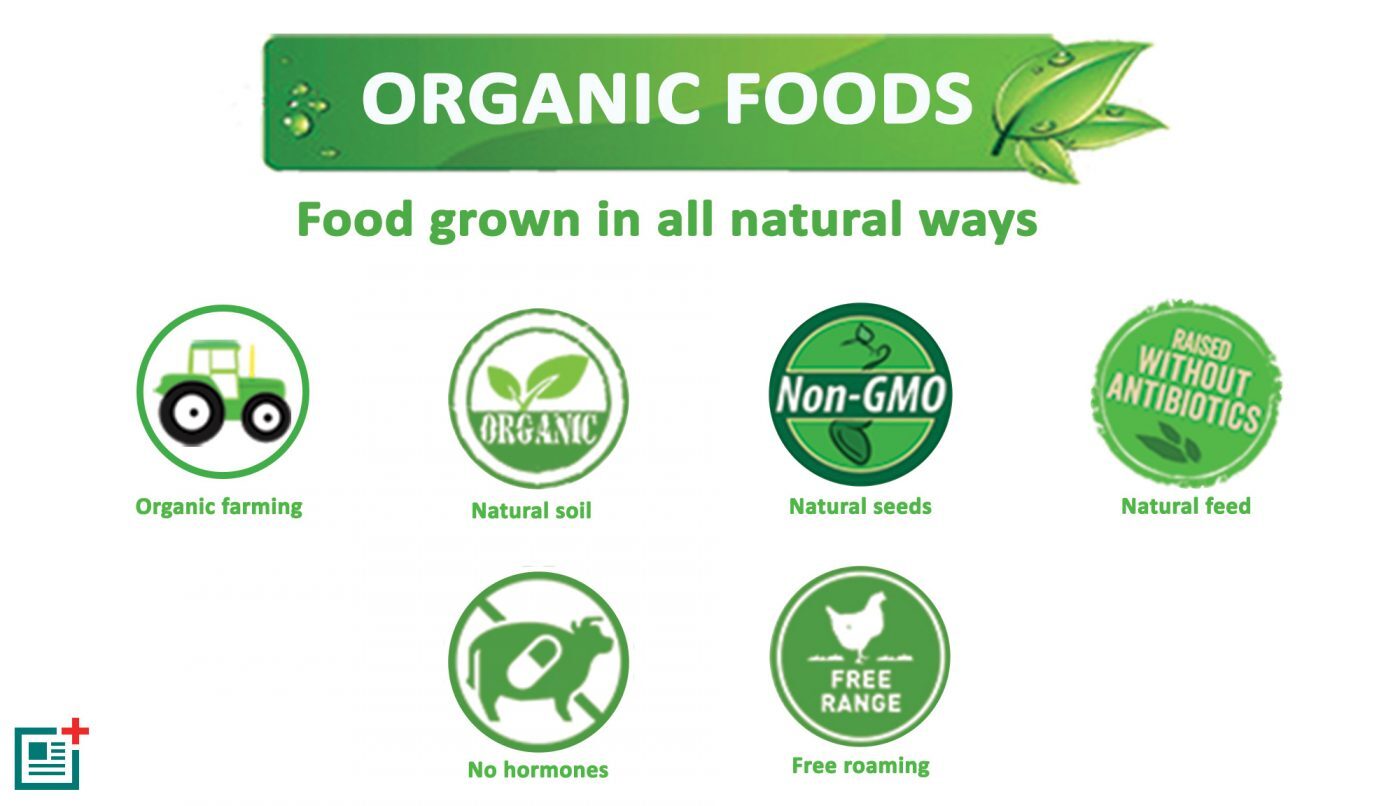 ORGANIC FOODS
Food grown in all natural ways
ORGANIC
Non-GMO
RAISED
WITHOUT
ANTIBIOTICS
Organic farming
Natural soil
Natural seeds
Natural feed
FREE
RANGE
No hormones
Free roaming